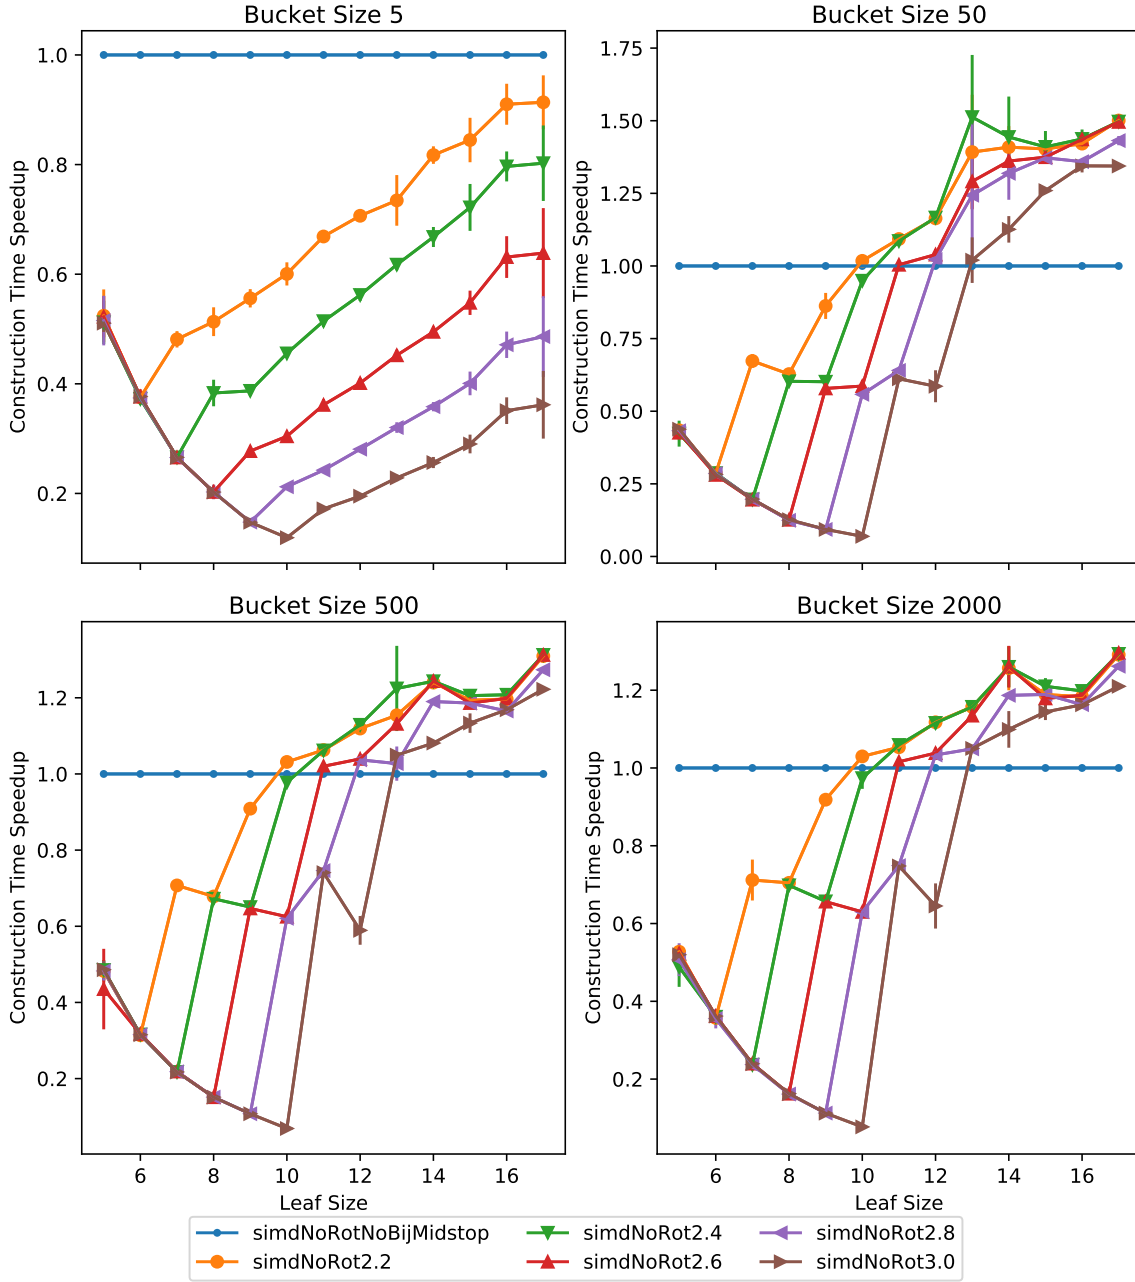 Bucket Size 5
Construction Time Speedup
1.0
0.8
0.6
0.4
0.2
Bucket Size 50
Construction Time Speedup
1.75
1.50
1.25
1.00
0.75
0.50
0.25
0.00
Bucket Size 500
Construction Time Speedup
1.2
1.0
0.8
0.6
0.4
0.2
6 8 10 12 14 16
Leaf Size
Bucket Size 2000
Construction Time Speedup
1.2
1.0
0.8
0.6
0.4
0.2
6 8 10 12 14 16
Leaf Size
simdNoRotNoBijMidstop
simdNoRot2.2
simdNoRot2.4
simdNoRot2.6
simdNoRot2.8
simdNoRot3.0